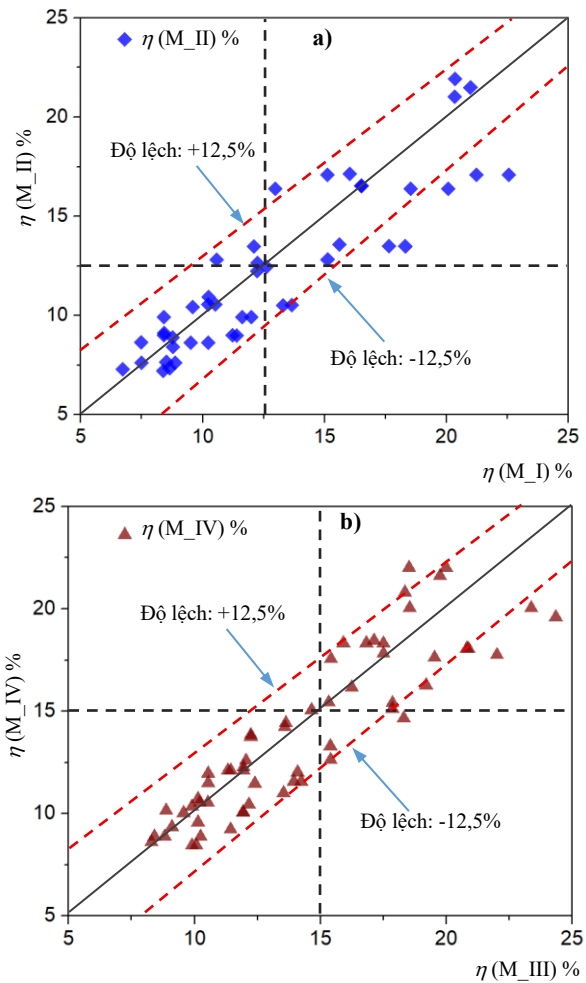 a)
η (M_II) %
η (M_II) %
Độ lệch: +12,5%
Độ lệch: -12,5%
25
20
15
10
5
5
10
15
20
25
η (M_I) %
b)
η (M_IV) %
η (M_IV) %
Độ lệch: +12,5%
Độ lệch: -12,5%
25
20
15
10
5
5
10
15
20
25
η (M_III) %